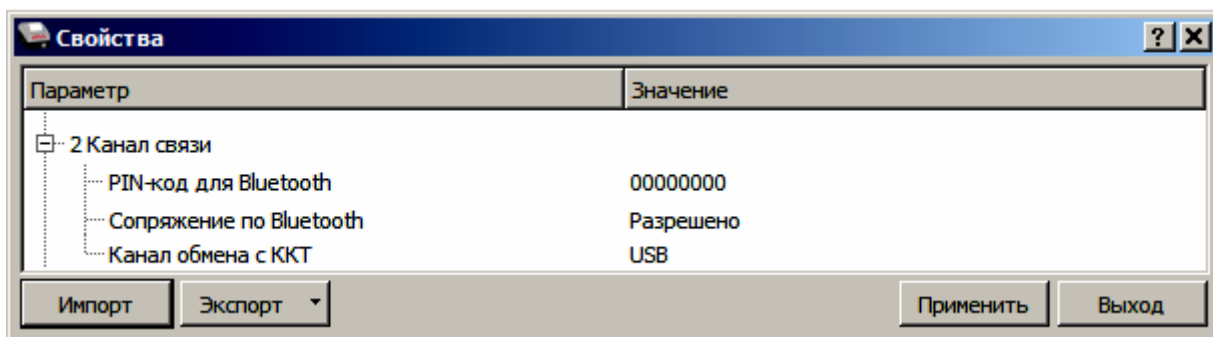 Свойства
? X
Параметр Значение
2 Канал связи
PIN-код для Bluetooth 00000000
Сопряжение по Bluetooth Разрешено
Канал обмена с ККТ USB
Импорт Экспорт Применить Выход